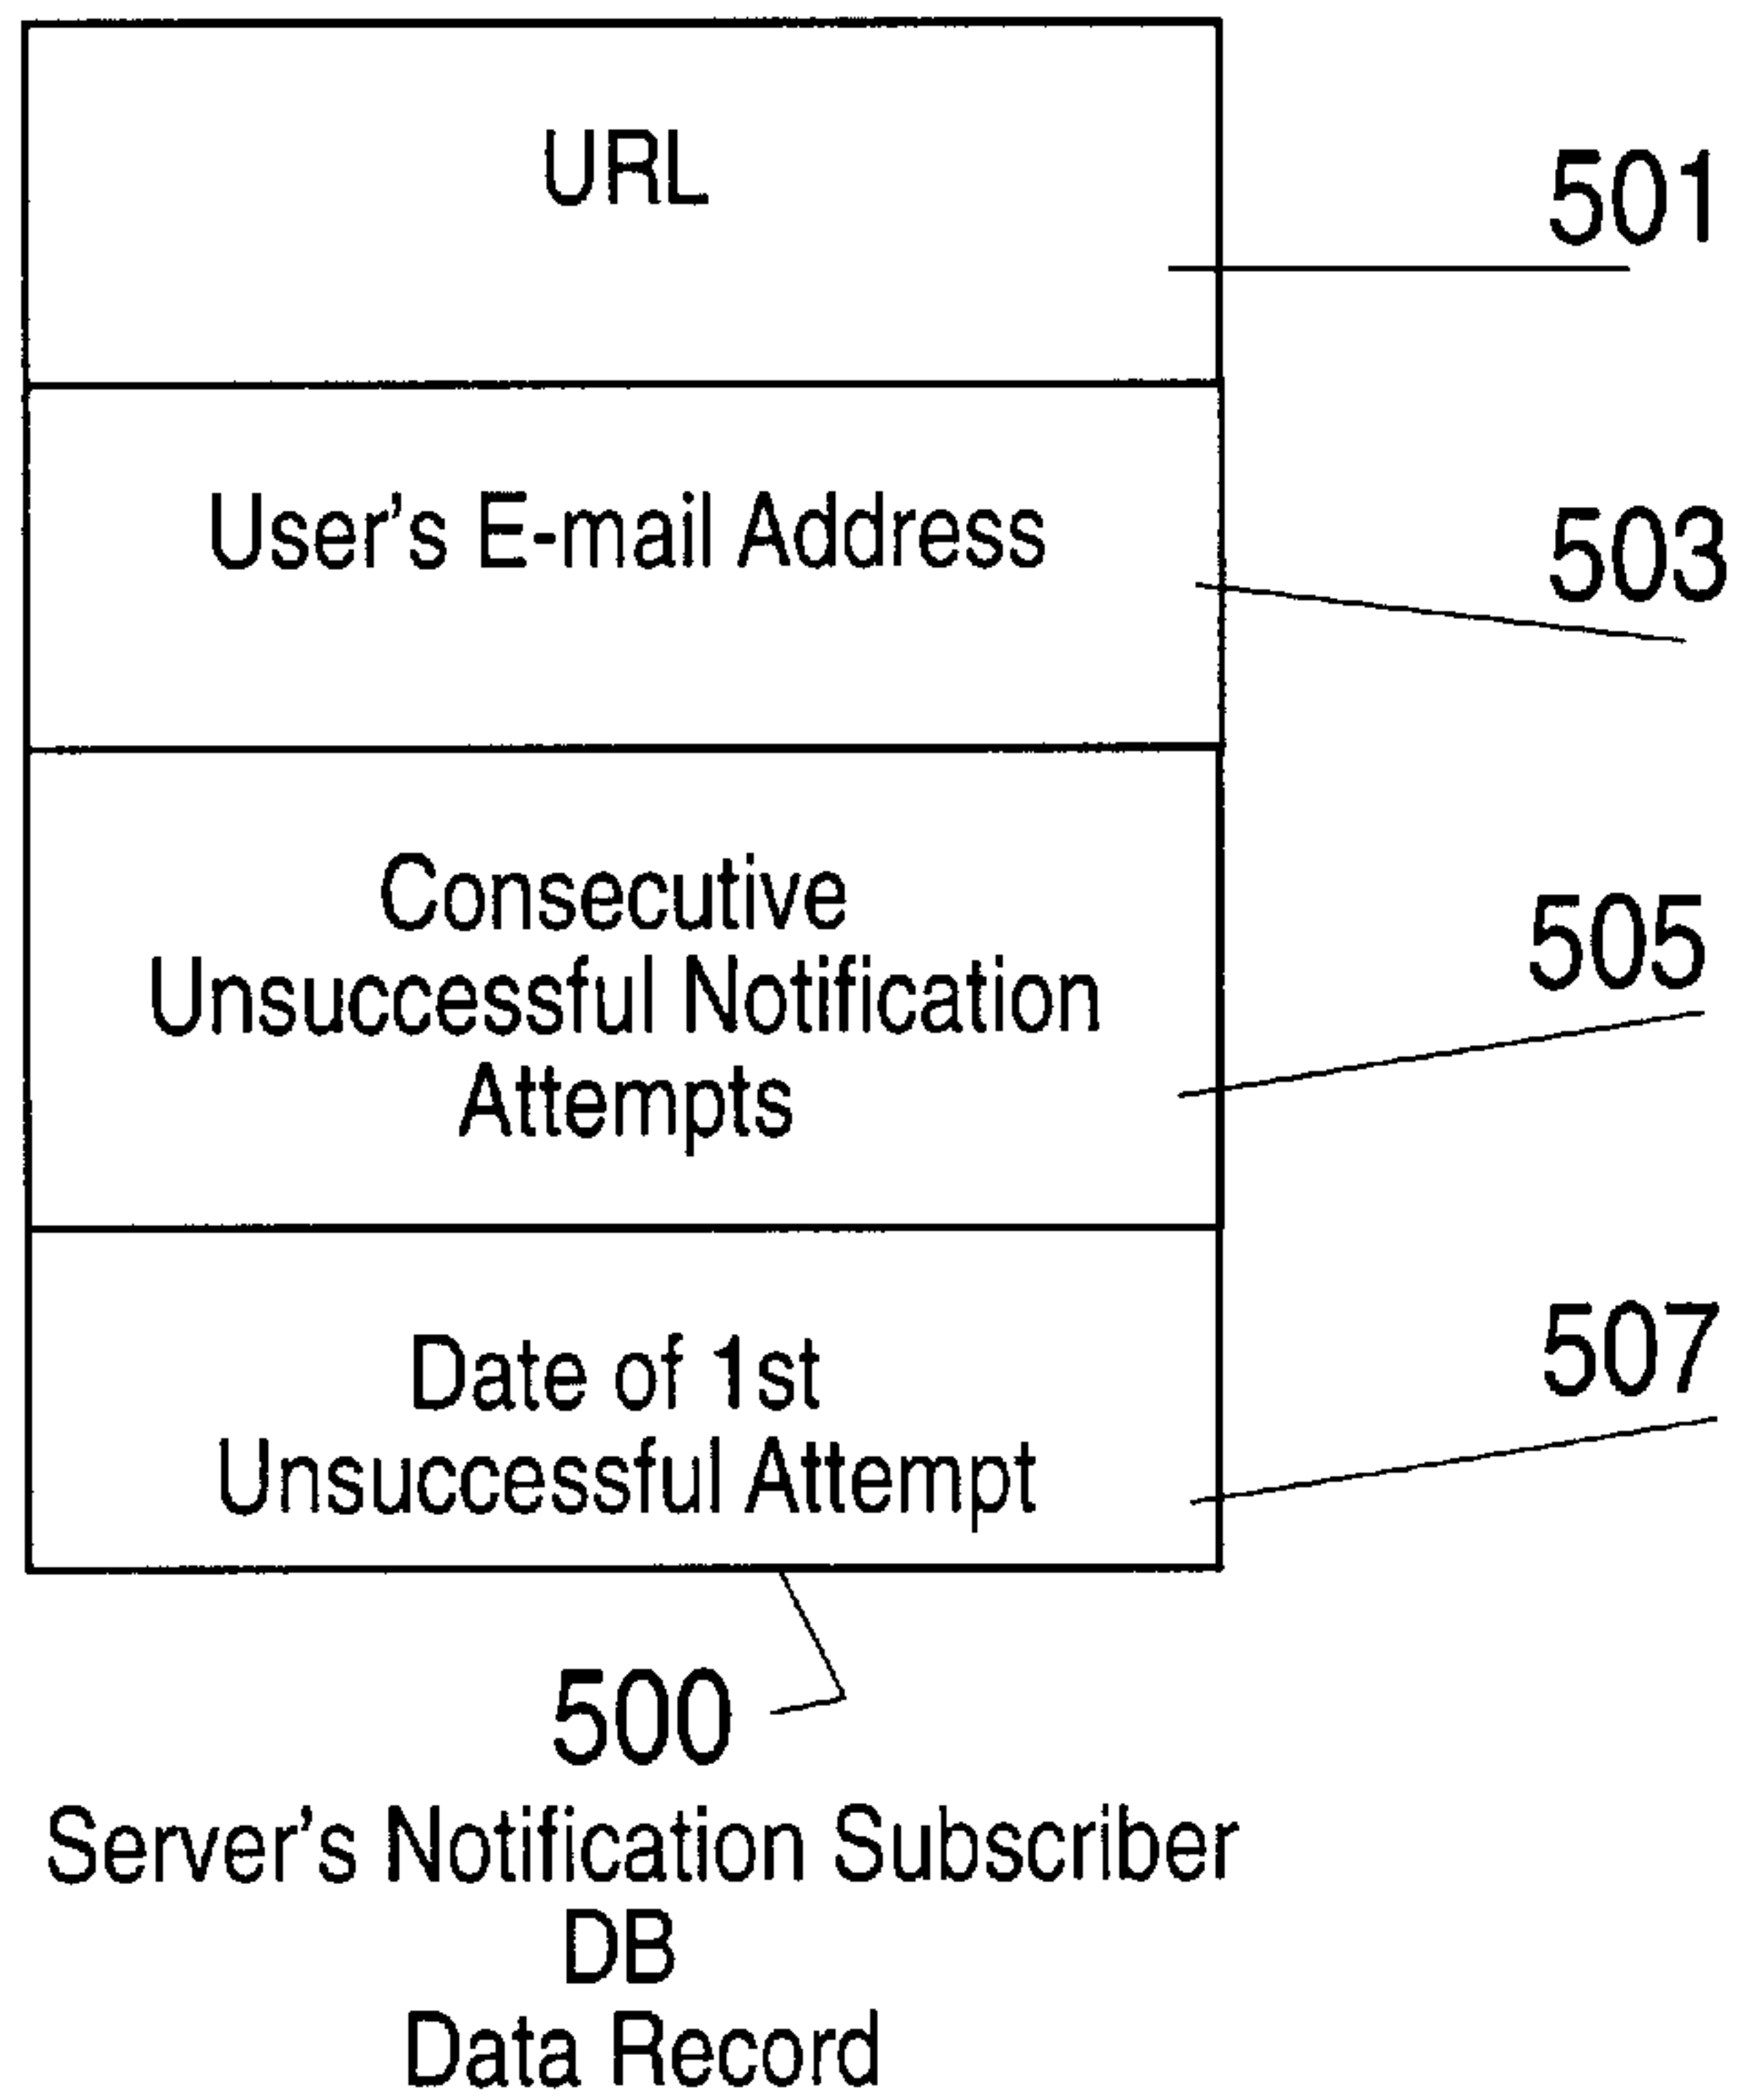 URL
501
User's E-mail Address
503
Consecutive
Unsuccessful Notification
Attempts
505
Date of 1st
Unsuccessful Attempt
507
500
Server's Notification Subscriber
DB
Data Record